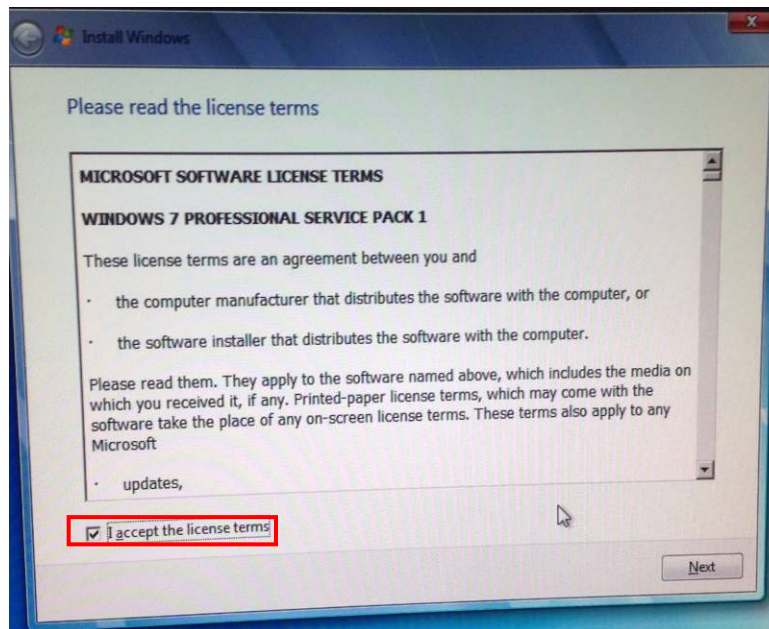 Install Windows
Please read the license terms
MICROSOFT SOFTWARE LICENSE TERMS
WINDOWS 7 PROFESSIONAL SERVICE PACK 1
These license terms are an agreement between you and
· the computer manufacturer that distributes the software with the computer, or
· the software installer that distributes the software with the computer.
Please read them. They apply to the software named above, which includes the media on
which you received it, if any. Printed-paper license terms, which may come with the
software take the place of any on-screen license terms. These terms also apply to any
Microsoft
· updates,
I accept the license terms
Next